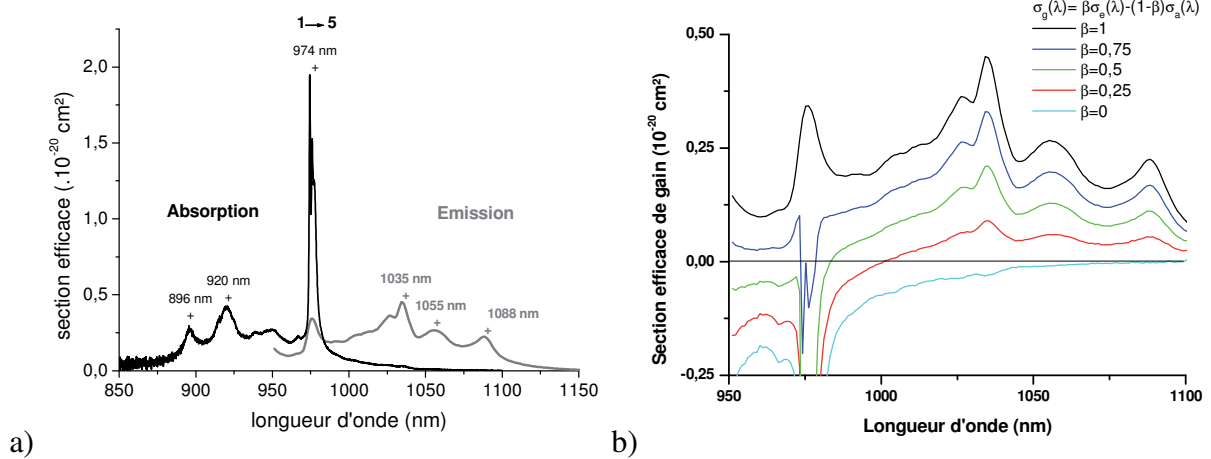 1→5
974 nm
2,0
1,5
1,0
0,5
0,0
section efficace (.10⁻²⁰ cm²)
Absorption
Emission
896 nm
920 nm
1035 nm
1055 nm
1088 nm
850
900
950
1000
1050
1100
1150
longueur d'onde (nm)
a)
σg(λ)= βσe(λ)-(1-β)σa(λ)
β=1
β=0,75
β=0,5
β=0,25
β=0
0,50
0,25
0,00
-0,25
Section efficace de gain (10⁻²⁰ cm²)
950
1000
1050
1100
Longueur d'onde (nm)
b)